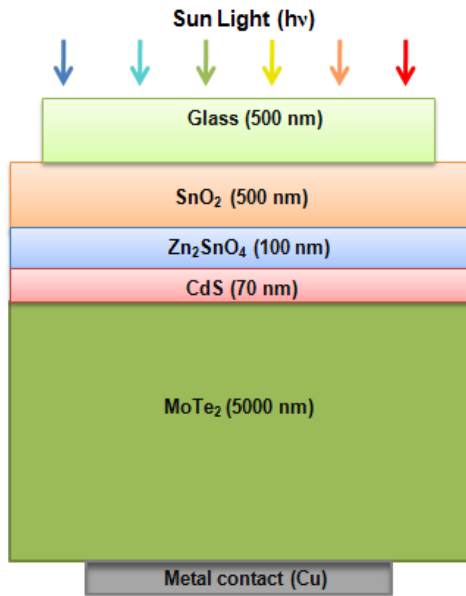 Sun Light (hν)
Glass (500 nm)
SnO₂ (500 nm)
Zn₂SnO₄ (100 nm)
CdS (70 nm)
MoTe₂ (5000 nm)
Metal contact (Cu)